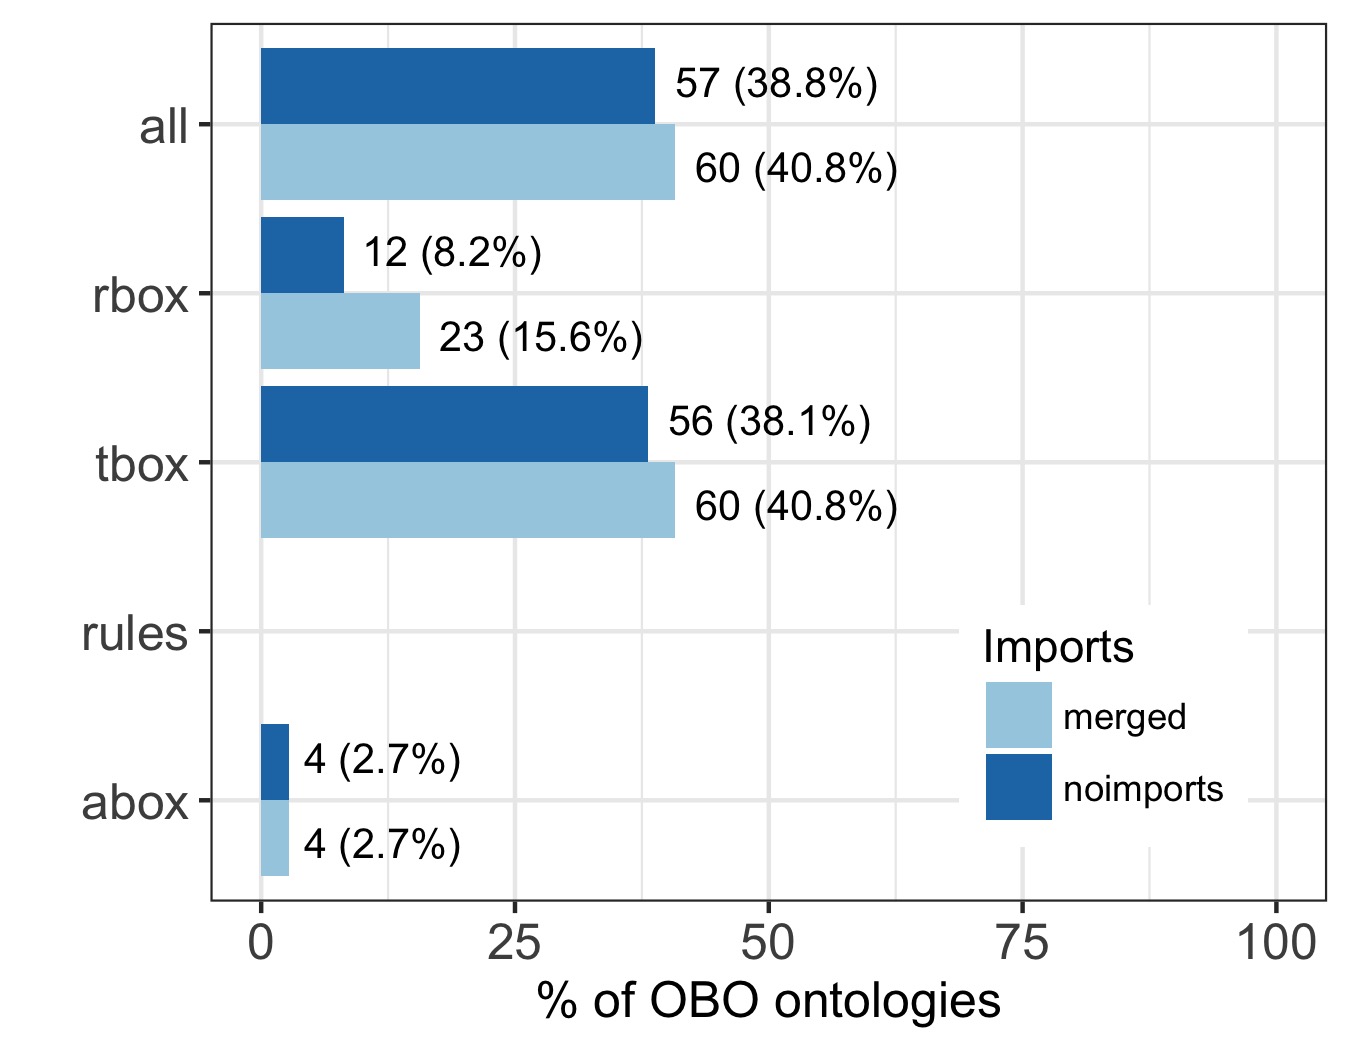 57 (38.8%)
all
60 (40.8%)
12 (8.2%)
rbox
23 (15.6%)
56 (38.1%)
tbox
60 (40.8%)
rules
Imports
merged
noimports
4 (2.7%)
abox
4 (2.7%)
0 25 50 75 100
% of OBO ontologies